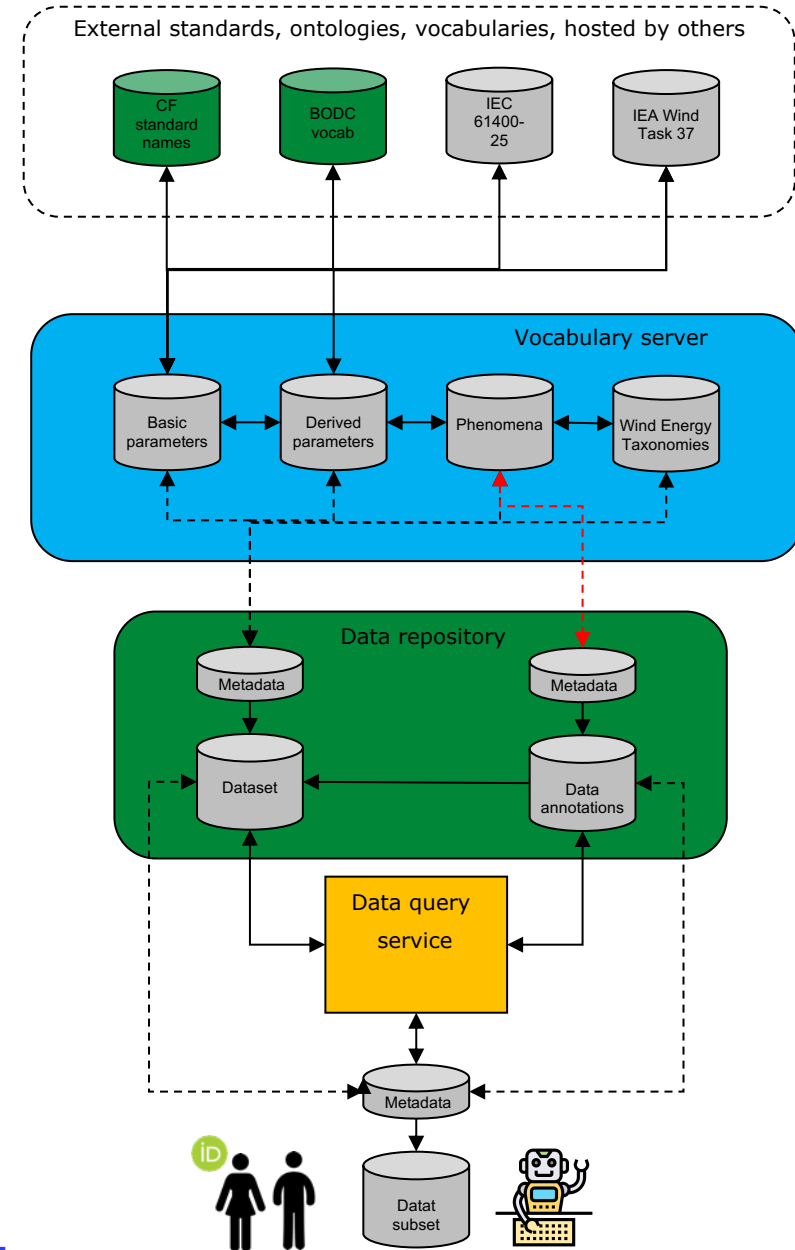 External standards, ontologies, vocabularies, hosted by others
CF
standard
names
BODC
vocab
IEC
61400-
25
IEA Wind
Task 37
Vocabulary server
Basic
parameters
Derived
parameters
Phenomena
Wind Energy
Taxonomies
Data repository
Metadata
Metadata
Dataset
Data
annotations
Data query
service
Metadata
iD
Datat
subset